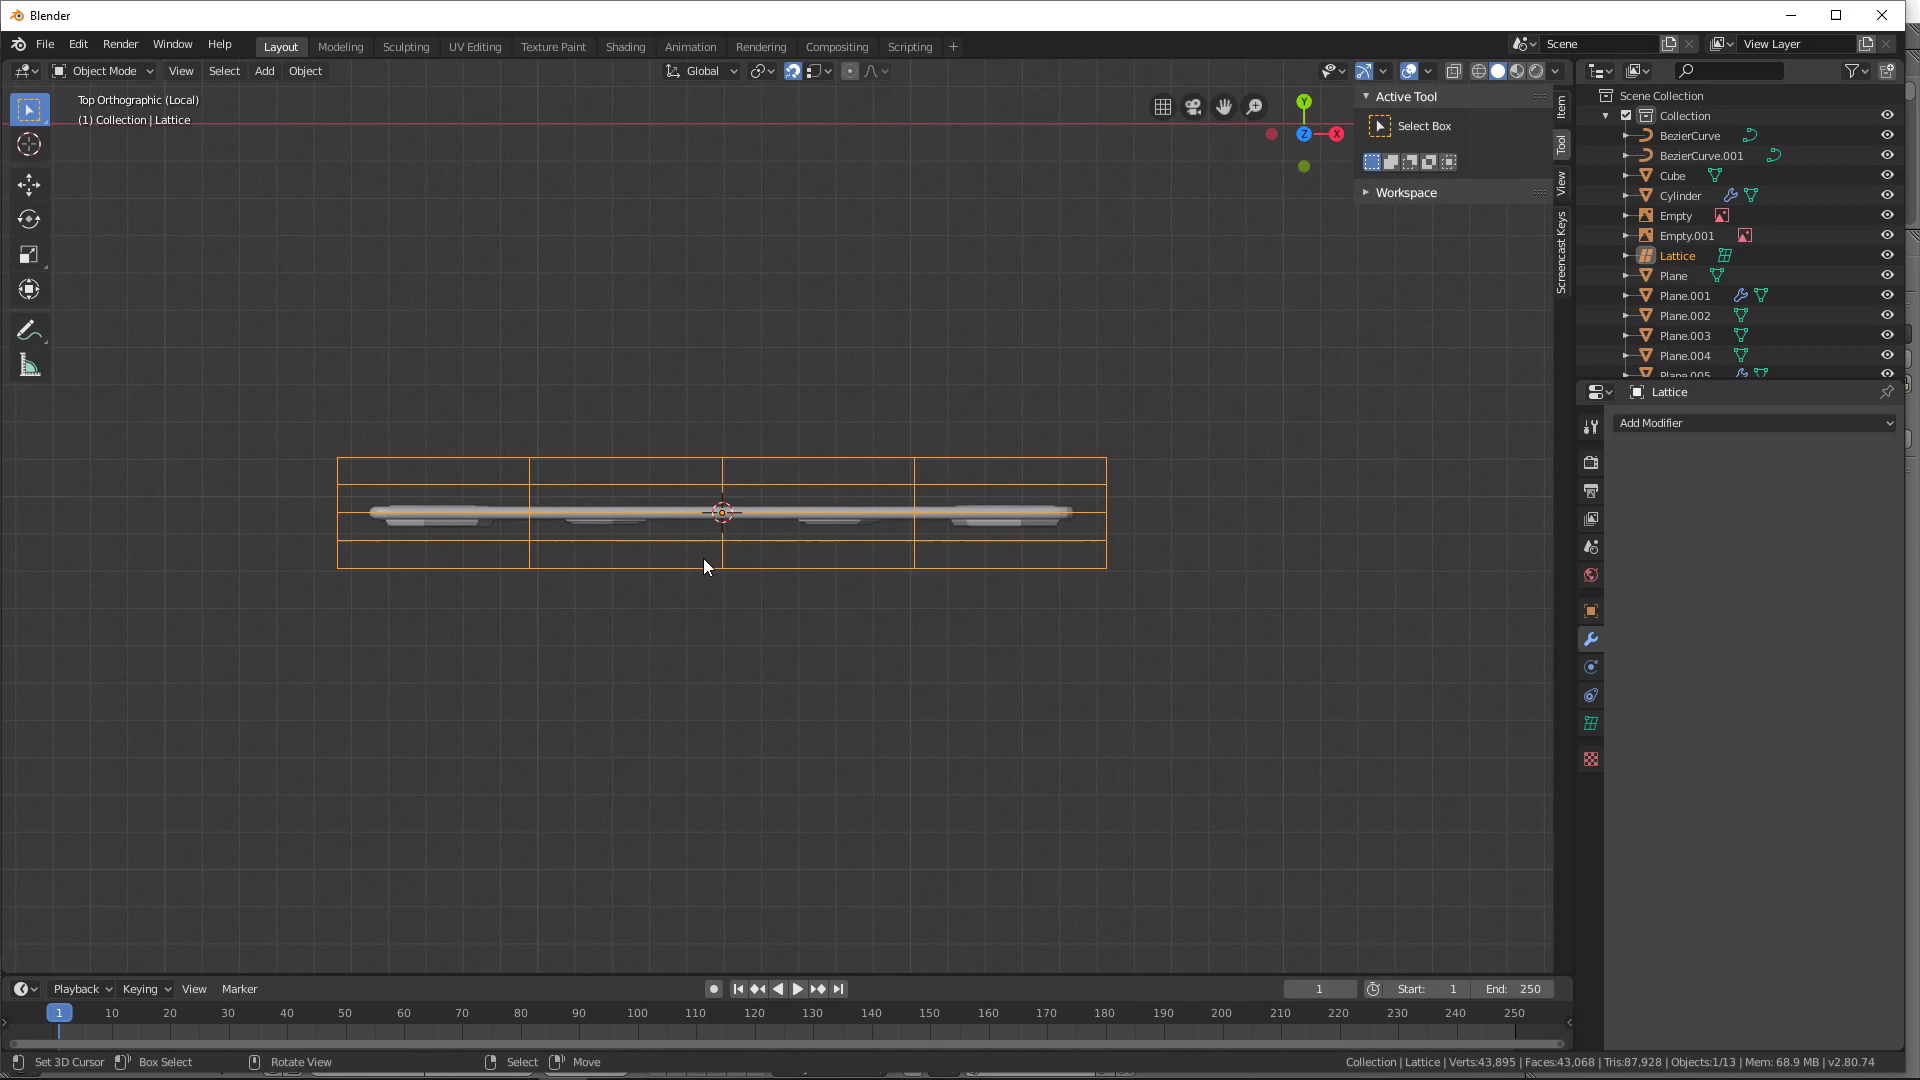 Blender
File Edit Render Window Help Layout Modeling Sculpting UV Editing Texture Paint Shading Animation Rendering Compositing Scripting + Scene View Layer
Object Mode View Select Add Object Global
Top Orthographic (Local)
(1) Collection | Lattice
Y
Z
X
Active Tool
Select Box
Workspace
Item
Tool
View
Screencast Keys
Scene Collection
Collection
BezierCurve
BezierCurve.001
Cube
Cylinder
Empty
Empty.001
Lattice
Plane
Plane.001
Plane.002
Plane.003
Plane.004
Plane.005
Lattice
Add Modifier
Playback Keying View Marker 1 Start: 1 End: 250
1 10 20 30 40 50 60 70 80 90 100 110 120 130 140 150 160 170 180 190 200 210 220 230 240 250
Set 3D Cursor Box Select Rotate View Select Move Collection | Lattice | Verts:43,895 | Faces:43,068 | Tris:87,928 | Objects:1/13 | Mem: 68.9 MB | v2.80.74